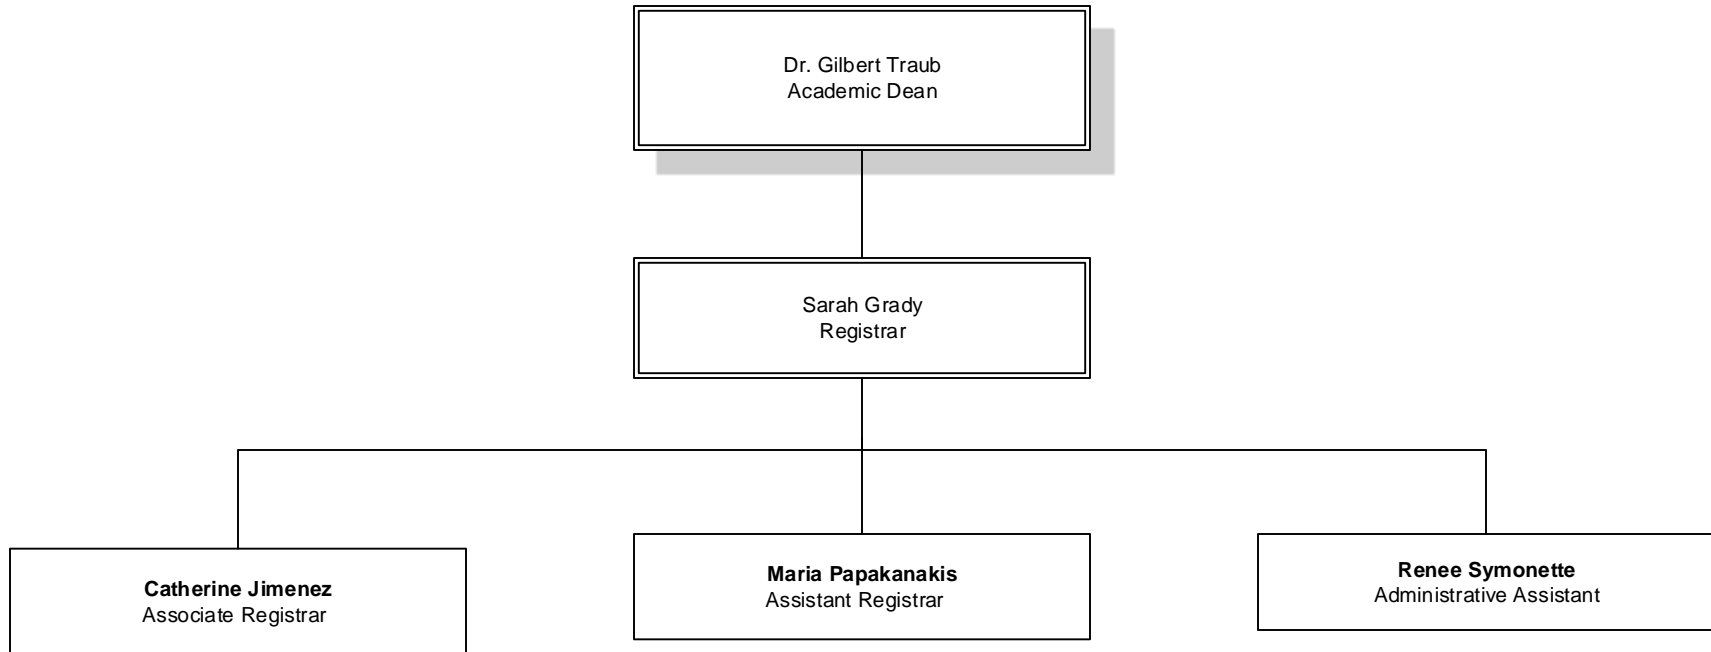 Dr. Gilbert Traub
Academic Dean
Sarah Grady
Registrar
Catherine Jimenez
Associate Registrar
Maria Papakanakis
Assistant Registrar
Renee Symonette
Administrative Assistant